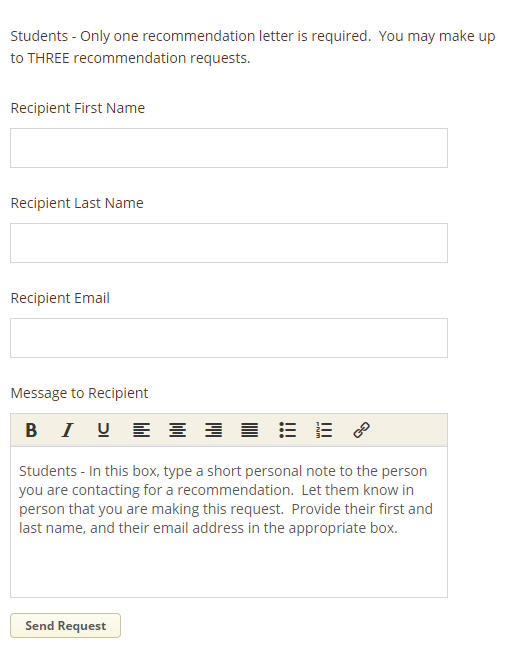 Students - Only one recommendation letter is required.  You may make up
to THREE recommendation requests.
Recipient First Name
Recipient Last Name
Recipient Email
Message to Recipient
B I U
Students - In this box, type a short personal note to the person
you are contacting for a recommendation.  Let them know in
person that you are making this request.  Provide their first and
last name, and their email address in the appropriate box.
Send Request